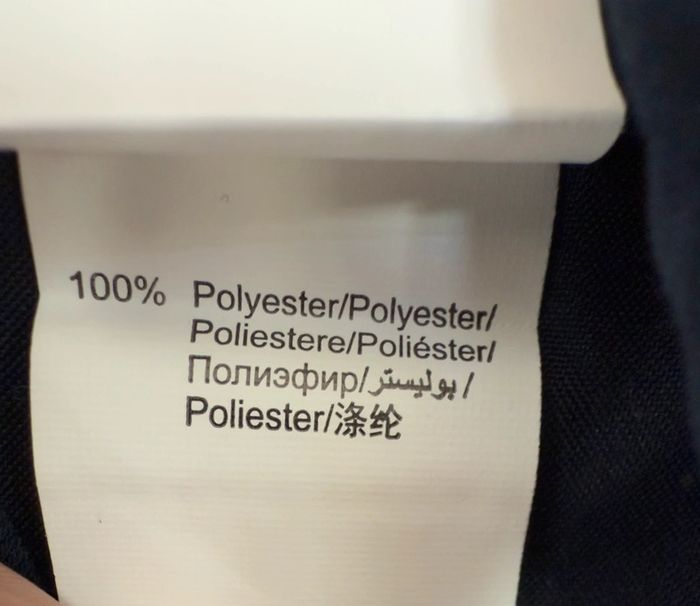 100% Polyester/Polyester/
Poliestere/Poliéster/
Полиэфир/بوليستر/
Poliester/涤纶